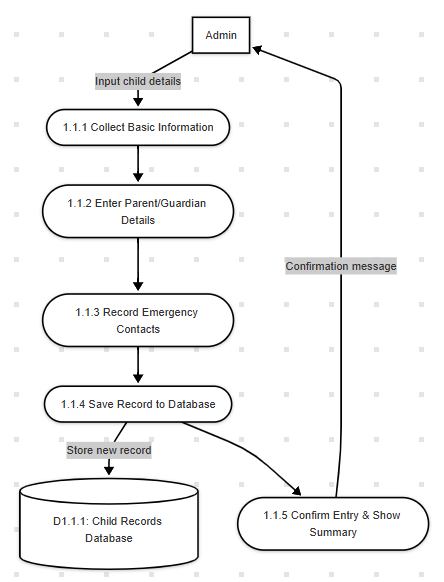 Admin
Input child details
1.1.1 Collect Basic Information
1.1.2 Enter Parent/Guardian
Details
Confirmation message
1.1.3 Record Emergency
Contacts
1.1.4 Save Record to Database
Store new record
D1.1.1: Child Records
Database
1.1.5 Confirm Entry & Show
Summary